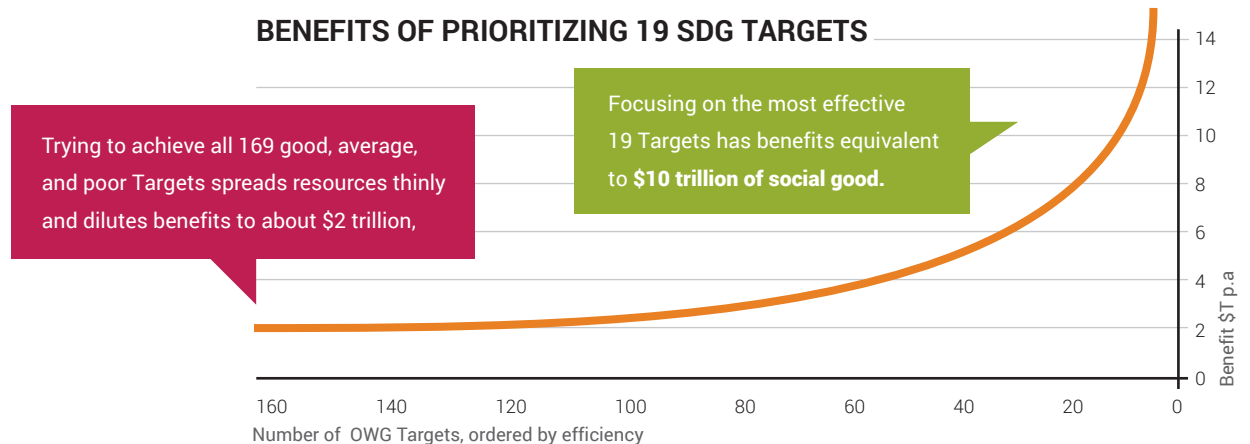 BENEFITS OF PRIORITIZING 19 SDG TARGETS
Trying to achieve all 169 good, average,
and poor Targets spreads resources thinly
and dilutes benefits to about $2 trillion,
Focusing on the most effective
19 Targets has benefits equivalent
to $10 trillion of social good.
14
12
10
8
6
4
2
0
Benefit $T p.a
160 140 120 100 80 60 40 20 0
Number of OWG Targets, ordered by efficiency